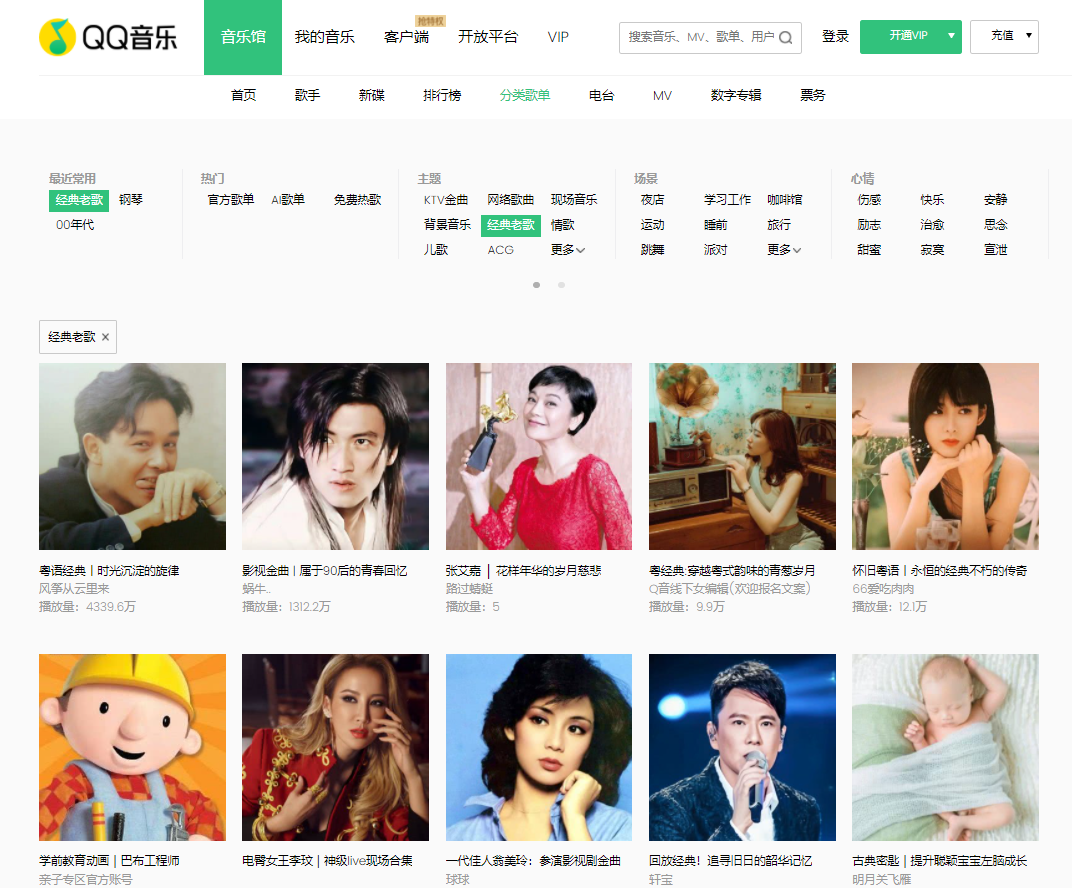 QQ音乐
音乐馆 我的音乐 客户端 抢特权 开放平台 VIP 搜索音乐、MV、歌单、用户 登录 开通VIP 充值
首页 歌手 新碟 排行榜 分类歌单 电台 MV 数字专辑 票务
最近常用 热门 主题 场景 心情
经典老歌 钢琴 官方歌单 AI歌单 免费热歌 KTV金曲 网络歌曲 现场音乐 夜店 学习工作 咖啡馆 伤感 快乐 安静
00年代 背景音乐 经典老歌 情歌 运动 睡前 旅行 励志 治愈 思念
儿歌 ACG 更多 跳舞 派对 更多 甜蜜 寂寞 宣泄
经典老歌 ×
粤语经典丨时光沉淀的旋律
风筝从云里来
播放量：4339.6万
影视金曲 | 属于90后的青春回忆
蜗牛..
播放量：1312.2万
张艾嘉 │ 花样年华的岁月慈悲
路过蜻蜓
播放量：5
粤经典:穿越粤式韵味的青葱岁月
Q音线下女编辑(欢迎报名文案)
播放量：9.9万
怀旧粤语丨永恒的经典不朽的传奇
66爱吃肉肉
播放量：12.1万
学前教育动画 | 巴布工程师
亲子专区官方账号
电臀女王李玟 | 神级live现场合集
一代佳人翁美玲：参演影视剧金曲
球球
回放经典！追寻旧日的韶华记忆
轩宝
古典密匙 | 提升聪颖宝宝左脑成长
明月关飞雁